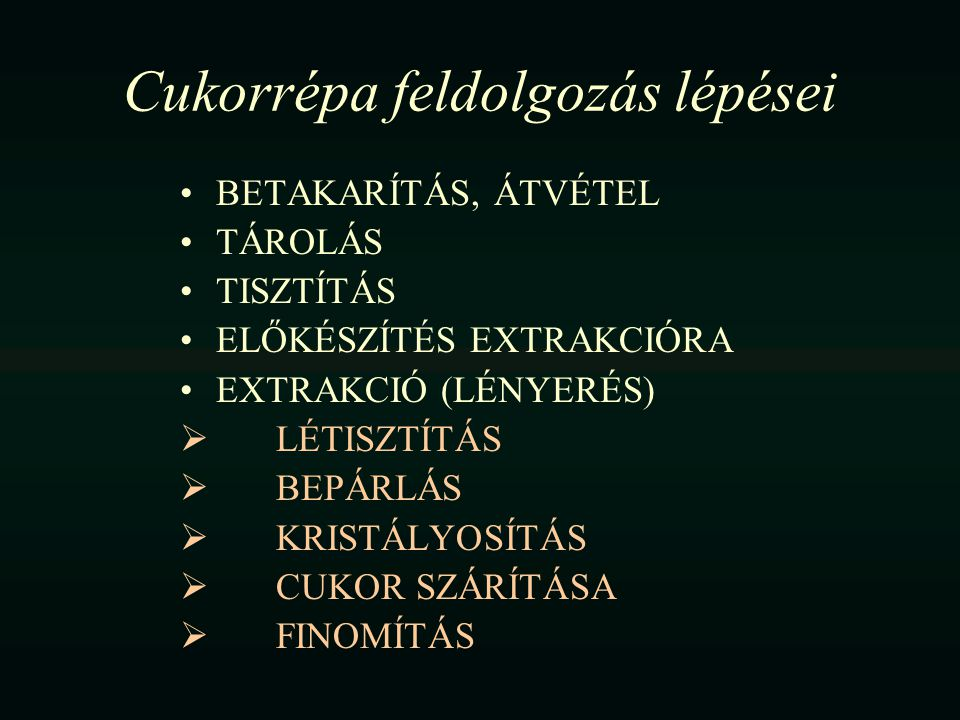 Cukorrépa feldolgozás lépései
• BETAKARÍTÁS, ÁTVÉTEL
• TÁROLÁS
• TISZTÍTÁS
• ELŐKÉSZÍTÉS EXTRAKCIÓRA
• EXTRAKCIÓ (LÉNYERÉS)
➢ LÉTISZTÍTÁS
➢ BEPÁRLÁS
➢ KRISTÁLYOSÍTÁS
➢ CUKOR SZÁRÍTÁSA
➢ FINOMÍTÁS